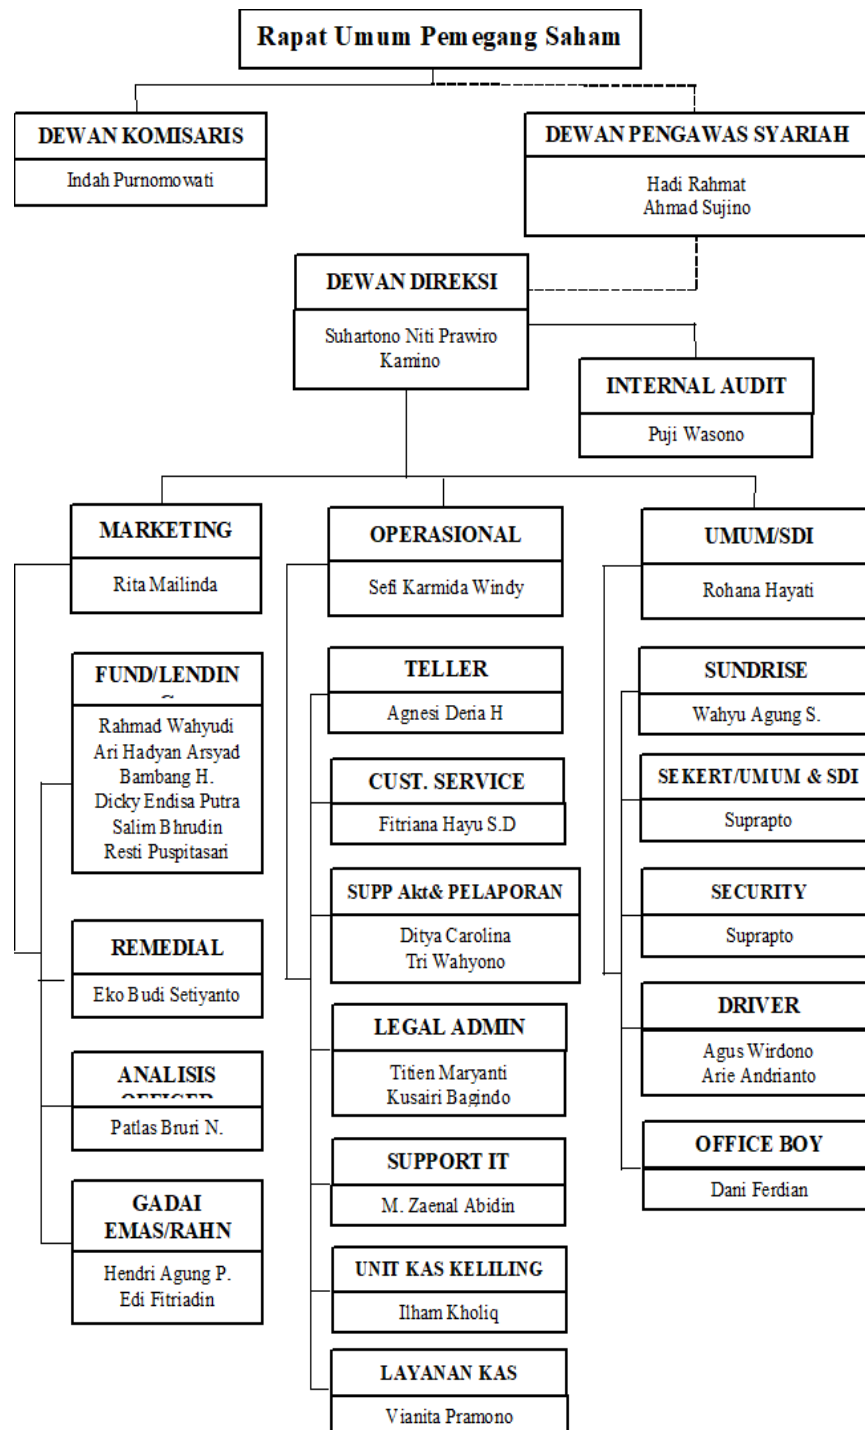 Rapat Umum Pemegang Saham
DEWAN KOMISARIS
Indah Purnomowati
DEWAN PENGAWAS SYARIAH
Hadi Rahmat
Ahmad Sujino
DEWAN DIREKSI
Suhartono Niti Prawiro
Kamino
INTERNAL AUDIT
Puji Wasono
MARKETING
Rita Mailinda
FUND/LENDIN
Rahmad Wahyudi
Ari Hadyan Arsyad
Bambang H.
Dicky Endisa Putra
Salim Bhrudin
Resti Puspitasari
REMEDIAL
Eko Budi Setiyanto
ANALISIS
OFFICER
Patlas Bruri N.
GADAI
EMAS/RAHN
Hendri Agung P.
Edi Fitriadin
OPERASIONAL
Sefi Karmida Windy
TELLER
Agnesi Deria H
CUST. SERVICE
Fitriana Hayu S.D
SUPP Akt& PELAPORAN
Ditya Carolina
Tri Wahyono
LEGAL ADMIN
Titien Maryanti
Kusairi Bagindo
SUPPORT IT
M. Zaenal Abidin
UNIT KAS KELILING
Ilham Kholiq
LAYANAN KAS
Vianita Pramono
UMUM/SDI
Rohana Hayati
SUNDRISE
Wahyu Agung S.
SEKERT/UMUM & SDI
Suprapto
SECURITY
Suprapto
DRIVER
Agus Wirdono
Arie Andrianto
OFFICE BOY
Dani Ferdian